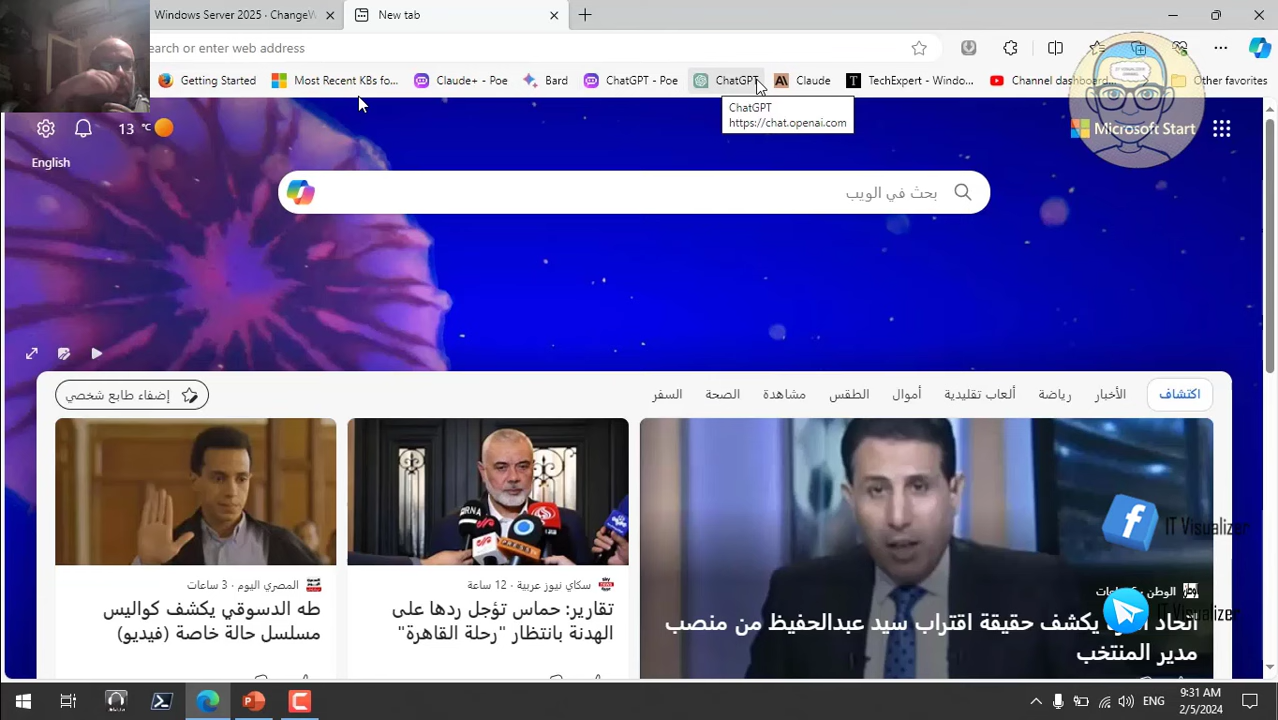 Windows Server 2025 - ChangeW
New tab
earch or enter web address
Getting Started
Most Recent KBs fo...
Claude+ - Poe
Bard
ChatGPT - Poe
ChatGPT
Claude
TechExpert - Windo...
Channel dashboard
Other favorites
ChatGPT
https://chat.openai.com
13 °C
Microsoft Start
English
بحث في الويب
اكتشاف
الأخبار
رياضة
ألعاب تقليدية
أموال
الطقس
مشاهدة
الصحة
السفر
إضفاء طابع شخصي
المصري اليوم · 3 ساعات
طه الدسوقي يكشف كواليس
مسلسل حالة خاصة (فيديو)
سكاي نيوز عربية · 12 ساعة
تقارير: حماس تؤجل ردها على
الهدنة بانتظار "رحلة القاهرة"
الوطن
يكشف حقيقة اقتراب سيد عبدالحفيظ من منصب
مدير المنتخب
IT Visualizer
IT Visualizer
ENG
9:31 AM
2/5/2024